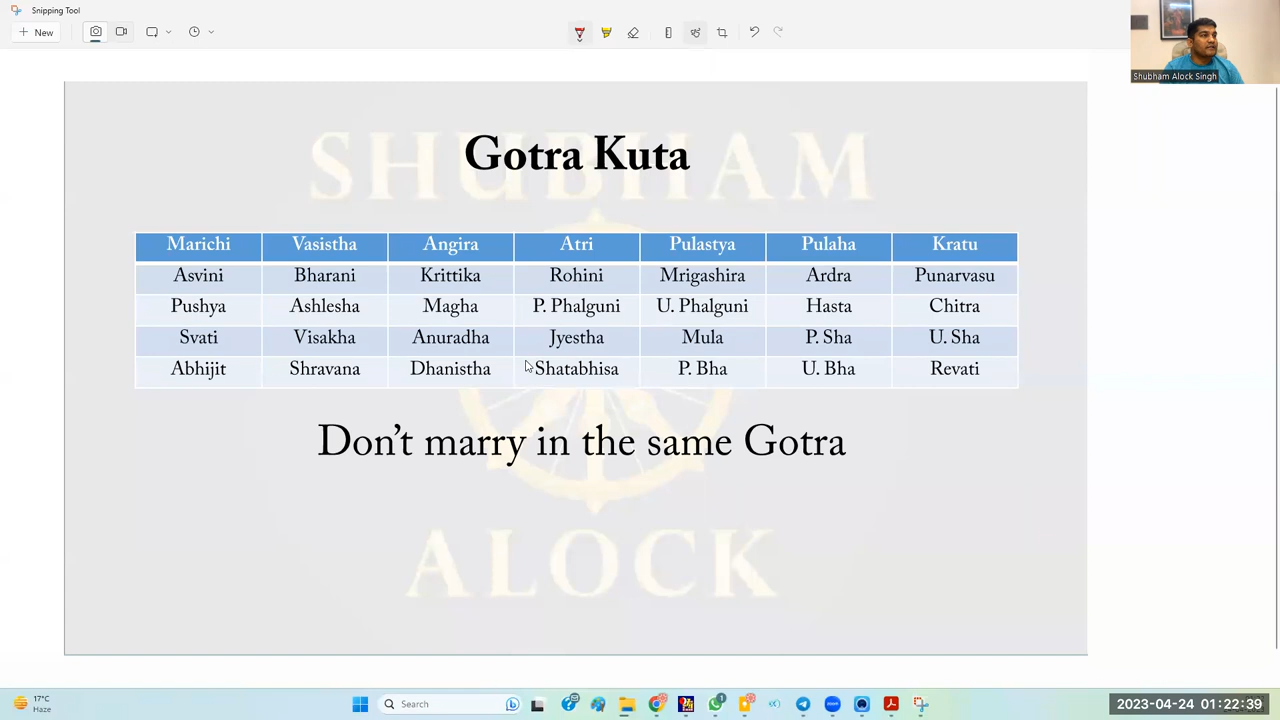 Snipping Tool
New
Shubham Alock Singh
SHUBHAM
Gotra Kuta
Marichi Vasistha Angira Atri Pulastya Pulaha Kratu
Asvini Bharani Krittika Rohini Mrigashira Ardra Punarvasu
Pushya Ashlesha Magha P. Phalguni U. Phalguni Hasta Chitra
Svati Visakha Anuradha Jyestha Mula P. Sha U. Sha
Abhijit Shravana Dhanistha Shatabhisa P. Bha U. Bha Revati
Don't marry in the same Gotra
ALOCK
17°C
Haze
Search
zoom
2023-04-24 01:22:39